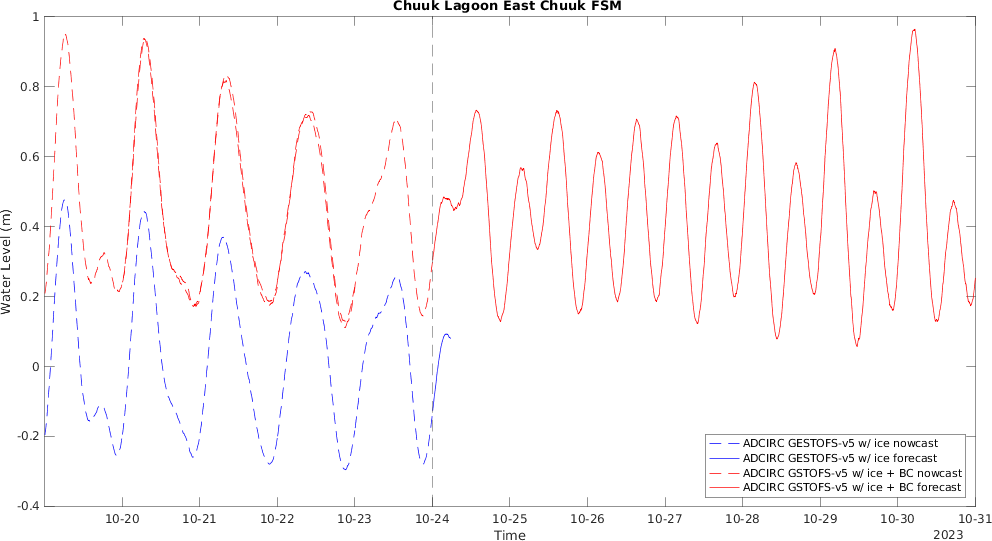 Chuuk Lagoon East Chuuk FSM
1
0.8
0.6
0.4
0.2
0
-0.2
-0.4
Water Level (m)
ADCIRC GESTOFS-v5 w/ ice nowcast
ADCIRC GESTOFS-v5 w/ ice forecast
ADCIRC GSTOFS-v5 w/ ice + BC nowcast
ADCIRC GSTOFS-v5 w/ ice + BC forecast
10-20 10-21 10-22 10-23 10-24 10-25 10-26 10-27 10-28 10-29 10-30 10-31
Time
2023